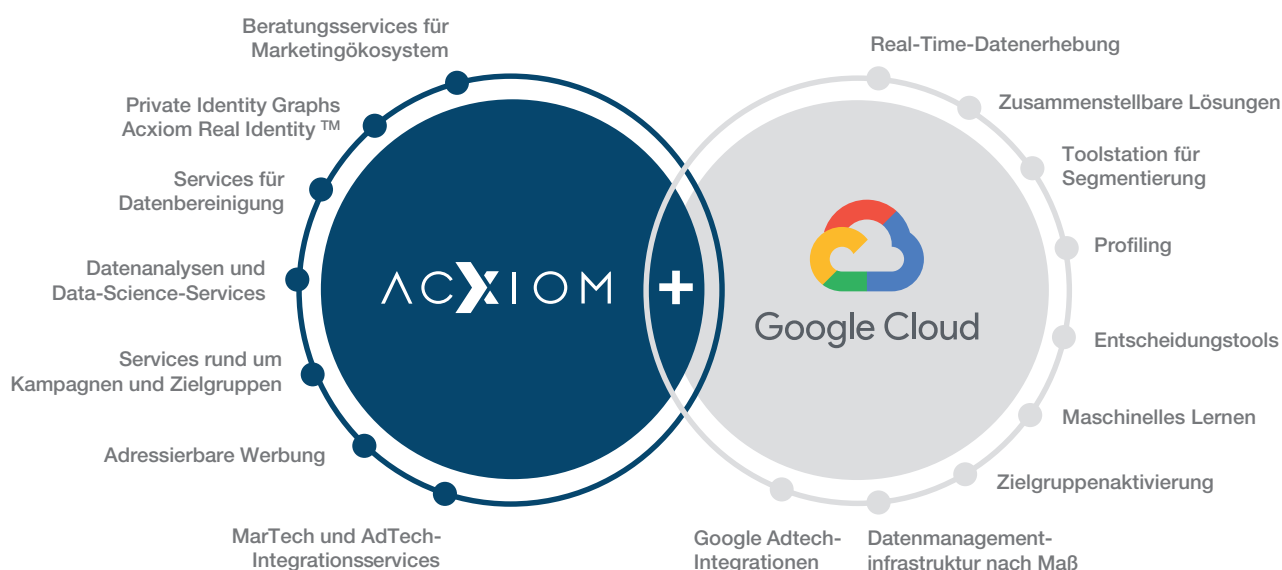 Beratungsservices für
Marketingökosystem
Private Identity Graphs
Acxiom Real Identity ™
Services für
Datenbereinigung
Datenanalysen und
Data-Science-Services
Services rund um
Kampagnen und Zielgruppen
Adressierbare Werbung
MarTech und AdTech-
Integrationsservices
ACXIOM
+
Google Cloud
Real-Time-Datenerhebung
Zusammenstellbare Lösungen
Toolstation für
Segmentierung
Profiling
Entscheidungstools
Maschinelles Lernen
Zielgruppenaktivierung
Datenmanagement-
infrastruktur nach Maß
Google Adtech-
Integrationen